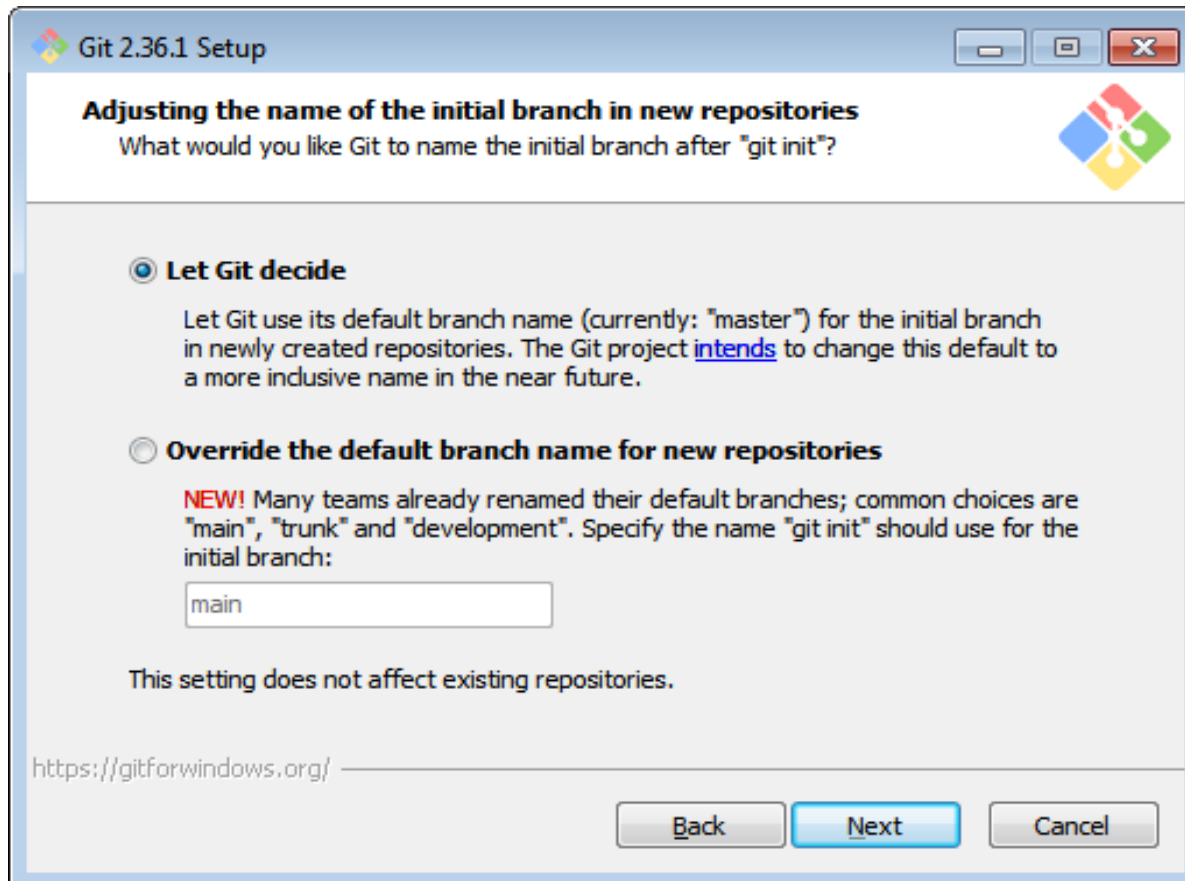 Git 2.36.1 Setup
Adjusting the name of the initial branch in new repositories
What would you like Git to name the initial branch after "git init"?
Let Git decide
Let Git use its default branch name (currently: "master") for the initial branch
in newly created repositories. The Git project intends to change this default to
a more inclusive name in the near future.
Override the default branch name for new repositories
NEW! Many teams already renamed their default branches; common choices are
"main", "trunk" and "development". Specify the name "git init" should use for the
initial branch:
main
This setting does not affect existing repositories.
https://gitforwindows.org/
Back Next Cancel